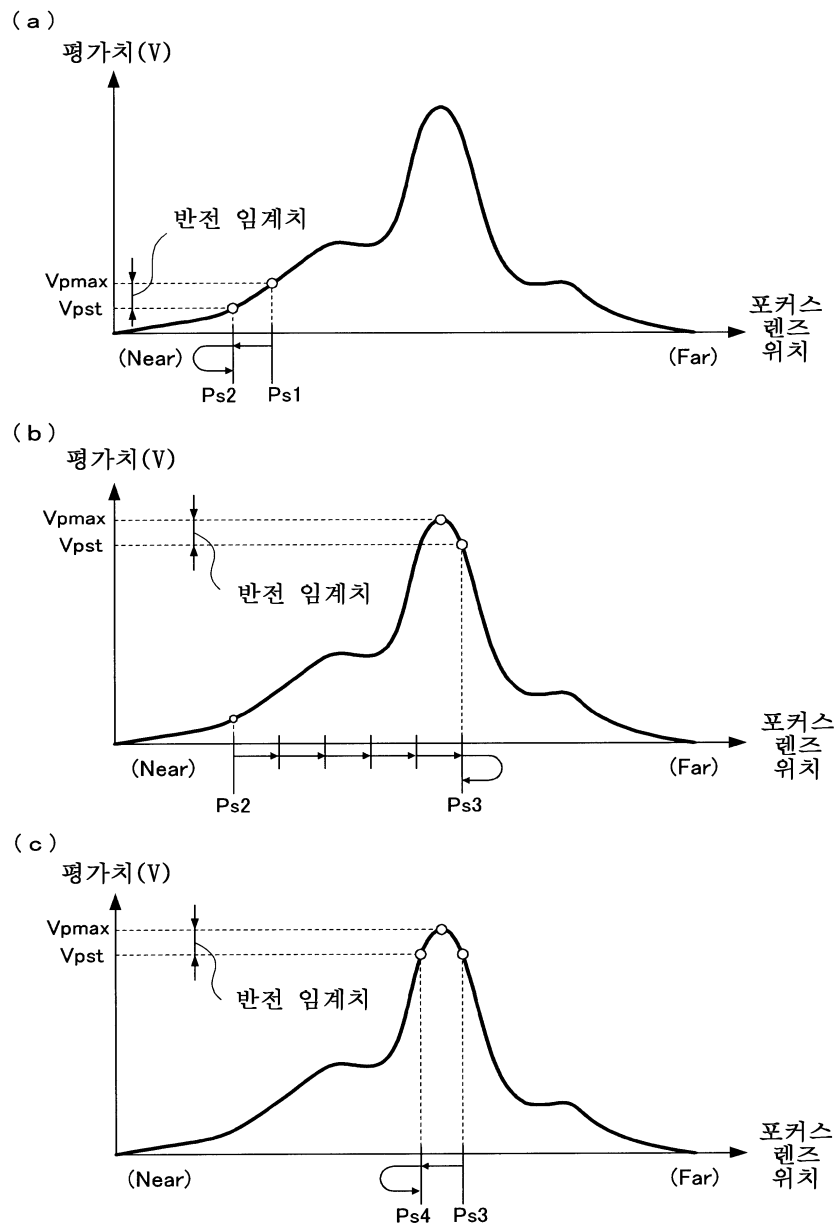 (a)
평가치(V)
반전 임계치
Vpmax
Vpst
포커스
렌즈
위치
(Near)
(Far)
Ps2
Ps1
(b)
평가치(V)
Vpmax
Vpst
반전 임계치
포커스
렌즈
위치
(Near)
(Far)
Ps2
Ps3
(c)
평가치(V)
Vpmax
Vpst
반전 임계치
포커스
렌즈
위치
(Near)
(Far)
Ps4
Ps3